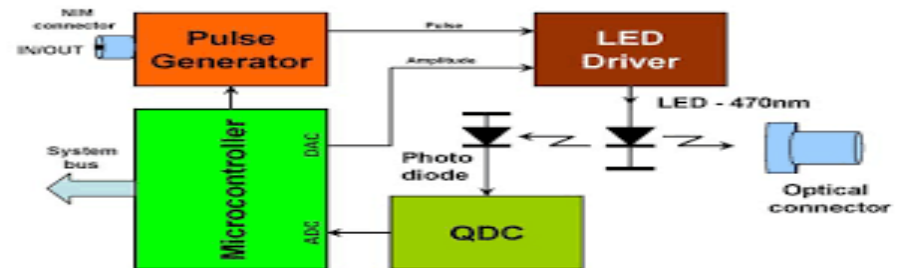 NIM
connector
IN/OUT
Pulse
Generator
Pulse
Amplitude
LED
Driver
LED - 470nm
System
bus
Microcontroller
DAC
ADC
Photo
diode
QDC
Optical
connector